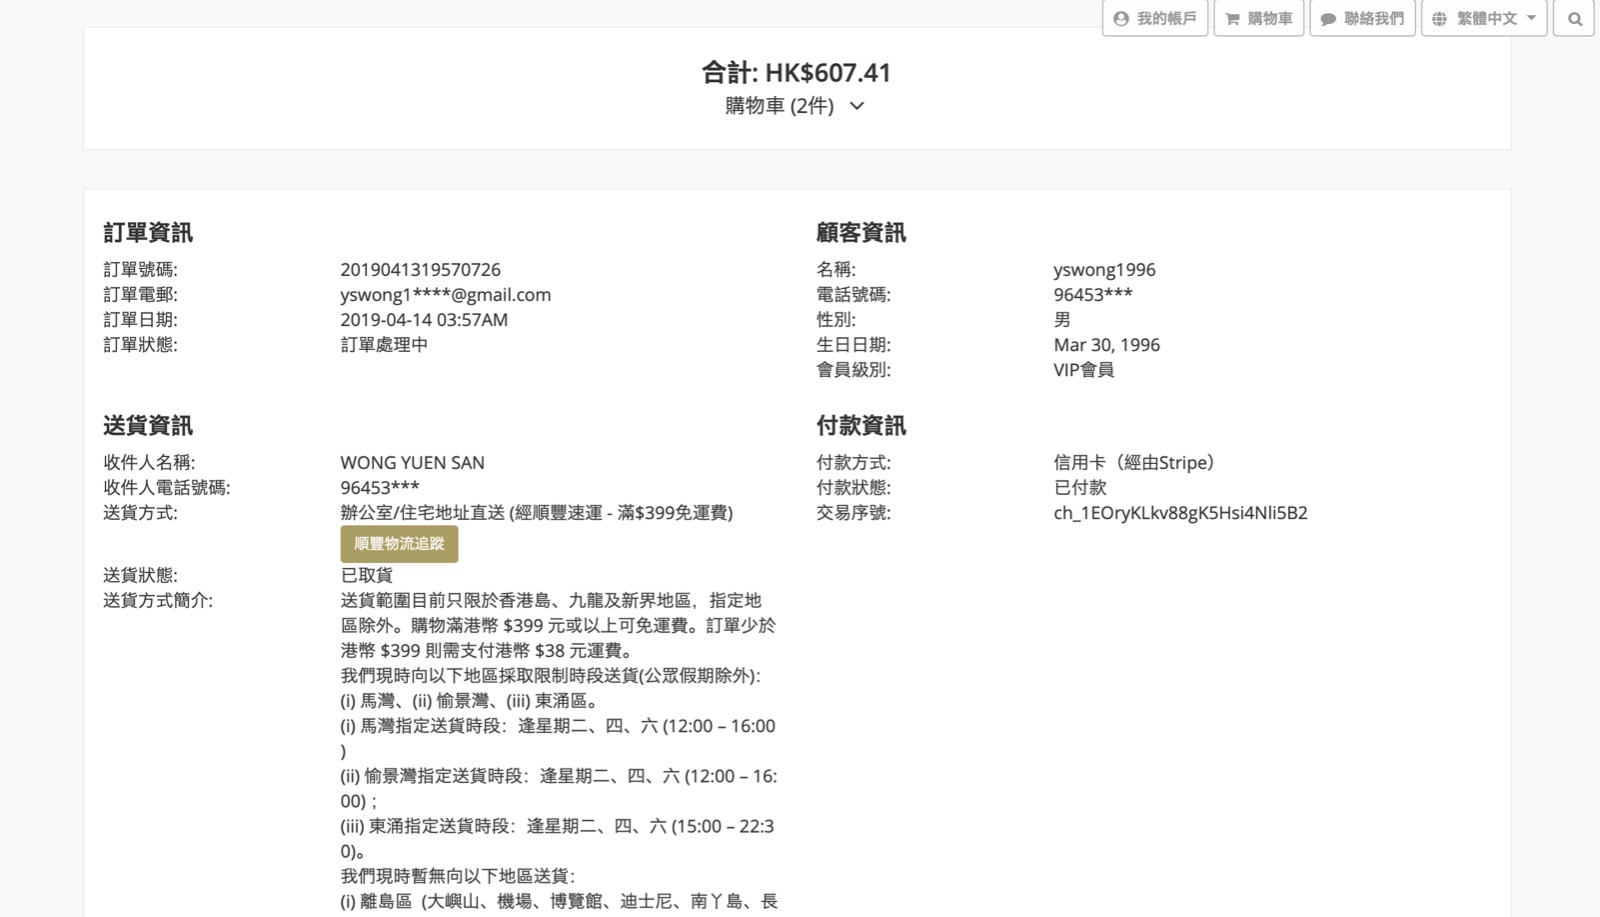 我的帳戶
購物車
聯絡我們
繁體中文
合計: HK$607.41
購物車 (2件)
訂單資訊
訂單號碼: 2019041319570726
訂單電郵: yswong1****@gmail.com
訂單日期: 2019-04-14 03:57AM
訂單狀態: 訂單處理中
顧客資訊
名稱: yswong1996
電話號碼: 96453***
性別: 男
生日日期: Mar 30, 1996
會員級別: VIP會員
送貨資訊
收件人名稱: WONG YUEN SAN
收件人電話號碼: 96453***
送貨方式: 辦公室/住宅地址直送 (經順豐速運 - 滿$399免運費)
順豐物流追蹤
送貨狀態: 已取貨
送貨方式簡介: 送貨範圍目前只限於香港島、九龍及新界地區，指定地
區除外。購物滿港幣 $399 元或以上可免運費。訂單少於
港幣 $399 則需支付港幣 $38 元運費。
我們現時向以下地區採取限制時段送貨(公眾假期除外)：
(i) 馬灣、(ii) 愉景灣、(iii) 東涌區。
(i) 馬灣指定送貨時段：逢星期二、四、六 (12:00 – 16:00
)
(ii) 愉景灣指定送貨時段：逢星期二、四、六 (12:00 – 16:
00)；
(iii) 東涌指定送貨時段：逢星期二、四、六 (15:00 – 22:3
0)。
我們現時暫無向以下地區送貨：
(i) 離島區（大嶼山、機場、博覽館、迪士尼、南丫島、長
付款資訊
付款方式: 信用卡（經由Stripe）
付款狀態: 已付款
交易序號: ch_1EOryKLkv88gK5Hsi4Nli5B2